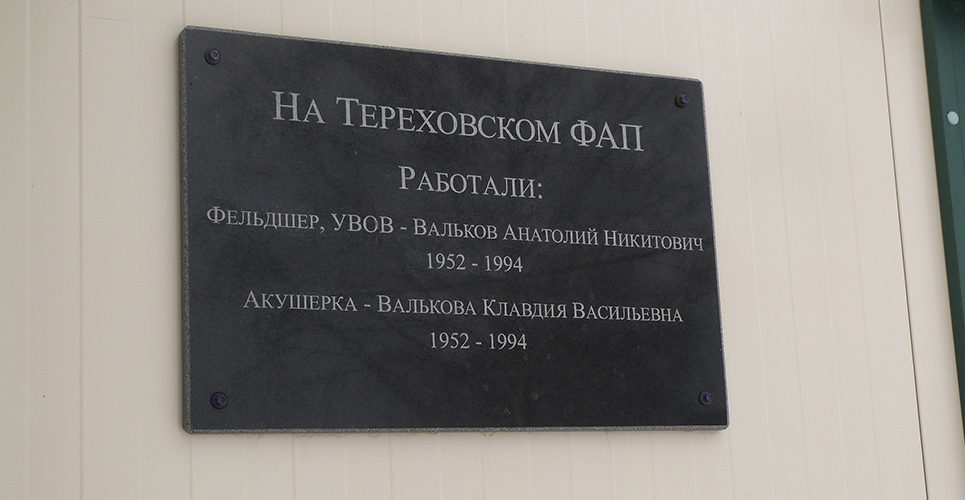 На Тереховском ФАП
Работали:
Фельдшер, УВОВ - Вальков Анатолий Никитович
1952 - 1994
Акушерка - Валькова Клавдия Васильевна
1952 - 1994